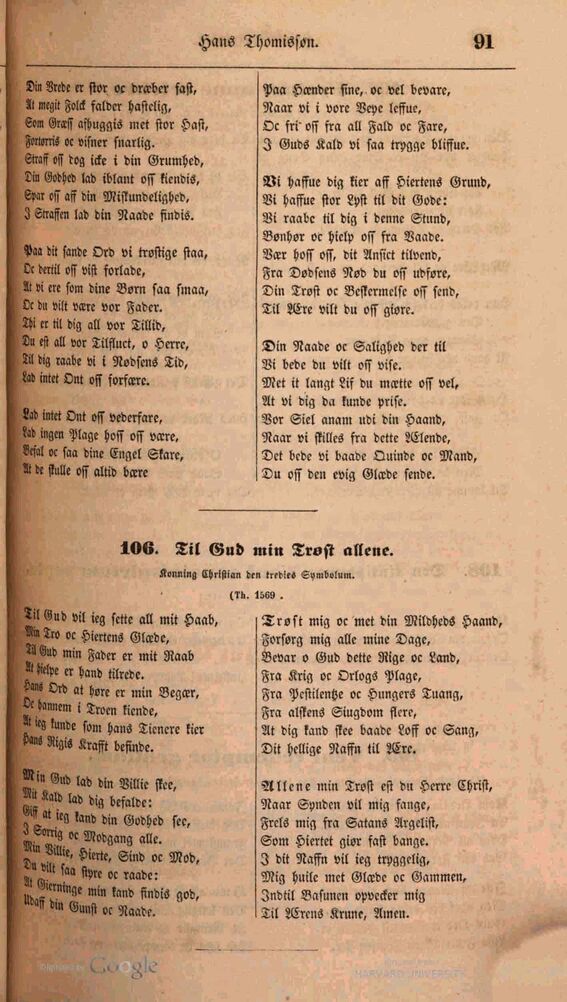 Hans Thomissøn.
91
Din Vrede er stor oc dræber fast,
At megit Folck falder hastelig,
Som Græss ashuggis met stor Hast,
Fortørris oc visner snarlig.
Straff oss dog icke i din Grumhed,
Din Godhed lad iblant oss kiendis,
Spar oss aff din Miskundelighed,
I Straffen lad din Naade findis.
Paa dit sande Ord vi trøstige staa,
Oc dertil oss vist forlade,
At vi ere som dine Børn saa smaa,
Oc du vilt være vor Fader.
Thi er til dig all vor Tillid,
Du est all vor Tilfluct, o Herre,
Til dig raabe vi i Nødsens Tid,
Lad intet Ont oss forfære.
Lad intet Ont oss vederfare,
Lad ingen Plage hoss oss være,
Befal oc saa dine Engel Skare,
At de skulle oss altid bære
Paa Hænder sine, oc vel bevare,
Naar vi i vore Veye leffue,
Oc fri oss fra all Fald oc Fare,
I Guds Kald vi saa trygge bliffue.
Vi haffue dig kier aff Hiertens Grund,
Vi haffue stor Lyst til dit Gode:
Vi raabe til dig i denne Stund,
Bønhør oc hielp oss fra Vaade.
Vær hoss oss, dit Ansict tilvend,
Fra Dødsens Nød du oss udføre,
Din Trøst oc Beskermelse oss send,
Til Ære vilt du oss giøre.
Din Naade oc Salighed der til
Vi bede du vilt oss vise.
Met it langt Lif du mætte oss vel,
At vi dig da kunde prise.
Vor Siel anam udi din Haand,
Naar vi skilles fra dette Ælende,
Det bede vi baade Quinde oc Mand,
Du oss den evig Glæde sende.
106. Til Gud min Trøst allene.
Konning Christian den tredies Symbolum.
(Th. 1569 .
Til Gud vil ieg sette all mit Haab,
Min Tro oc Hiertens Glæde,
Til Gud min Fader er mit Raab
At hielpe er hand tilrede.
Hans Ord at høre er min Begær,
Oc hannem i Troen kiende,
At ieg kunde som hans Tienere kier
Hans Rigis Krafft befinde.
Min Gud lad din Villie skee,
Mit Kald lad dig befalde:
Giff at ieg kand din Godhed see,
I Sorrig oc Modgang alle.
Min Villie, Hierte, Sind oc Mod,
Du vilt saa styre oc raade:
At Gierninge min kand findis god,
Udaff din Gunst oc Naade.
Trøst mig oc met din Mildheds Haand,
Forsørg mig alle mine Dage,
Bevar o Gud dette Rige oc Land,
Fra Krig oc Orlogs Plage,
Fra Pestilentze oc Hungers Tuang,
Fra alskens Siugdom flere,
At dig kand skee baade Loff oc Sang,
Dit hellige Naffn til Ære.
Allene min Trøst est du Herre Christ,
Naar Synden vil mig fange,
Frels mig fra Satans Argelist,
Som Hiertet giør fast bange.
I dit Naffn vil ieg tryggelig,
Mig huile met Glæde oc Gammen,
Indtil Basunen opvecker mig
Til Ærens Krune, Amen.
Digitized by Google
HARVARD UNIVERSITY